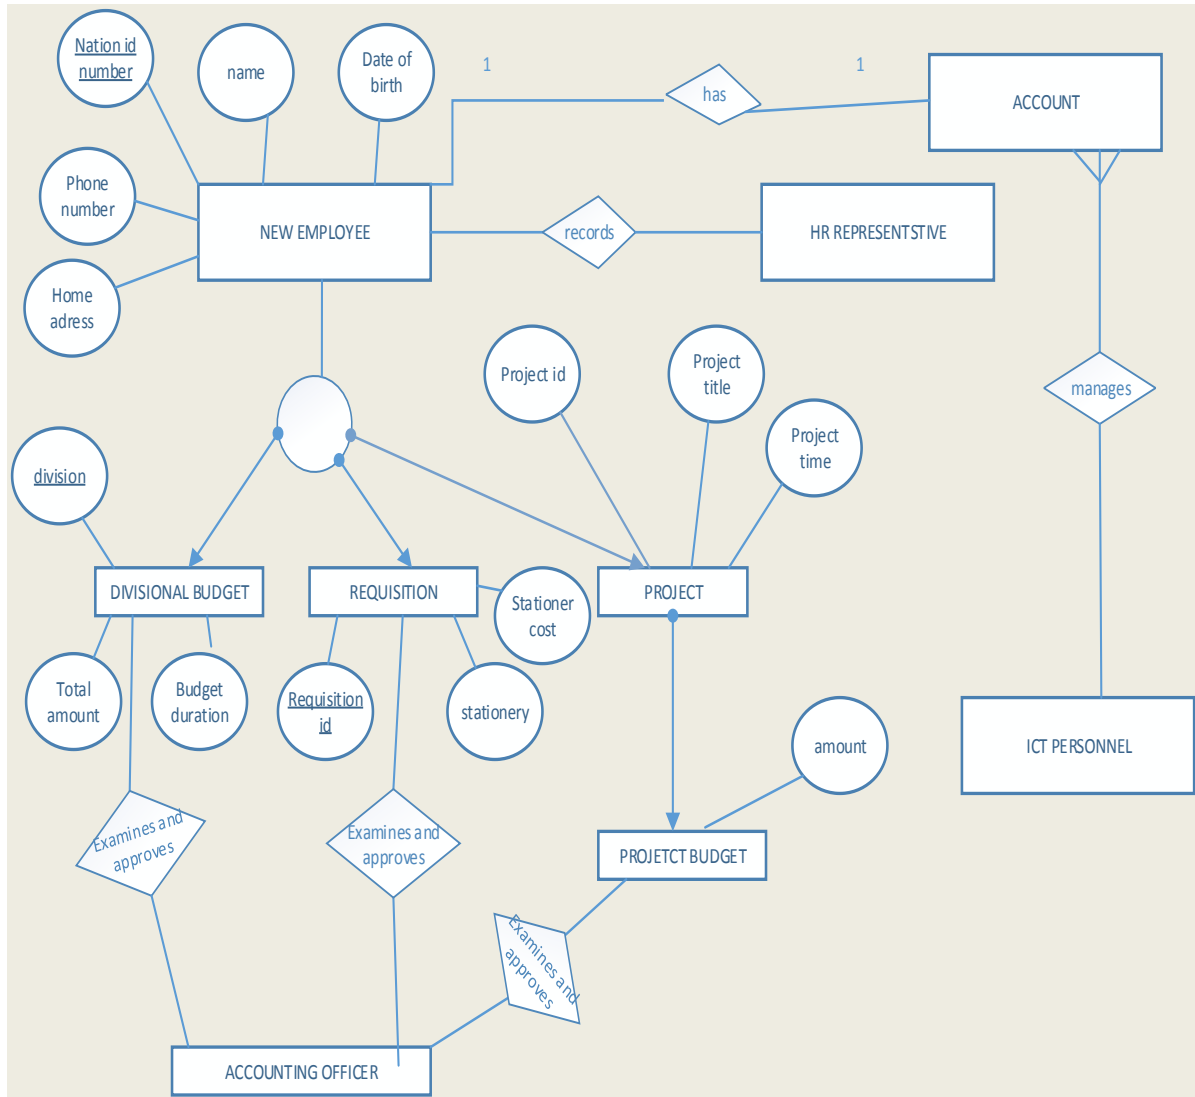 Nation id
number
name
Date of
birth
1
has
1
ACCOUNT
Phone
number
NEW EMPLOYEE
records
HR REPRESENTSTIVE
Home
adress
Project id
Project
title
manages
Project
time
division
DIVISIONAL BUDGET
REQUISITION
Stationer
cost
PROJECT
Total
amount
Budget
duration
Requisition
id
stationery
amount
ICT PERSONNEL
Examines and
approves
Examines and
approves
PROJETCT BUDGET
Examines and
approves
ACCOUNTING OFFICER